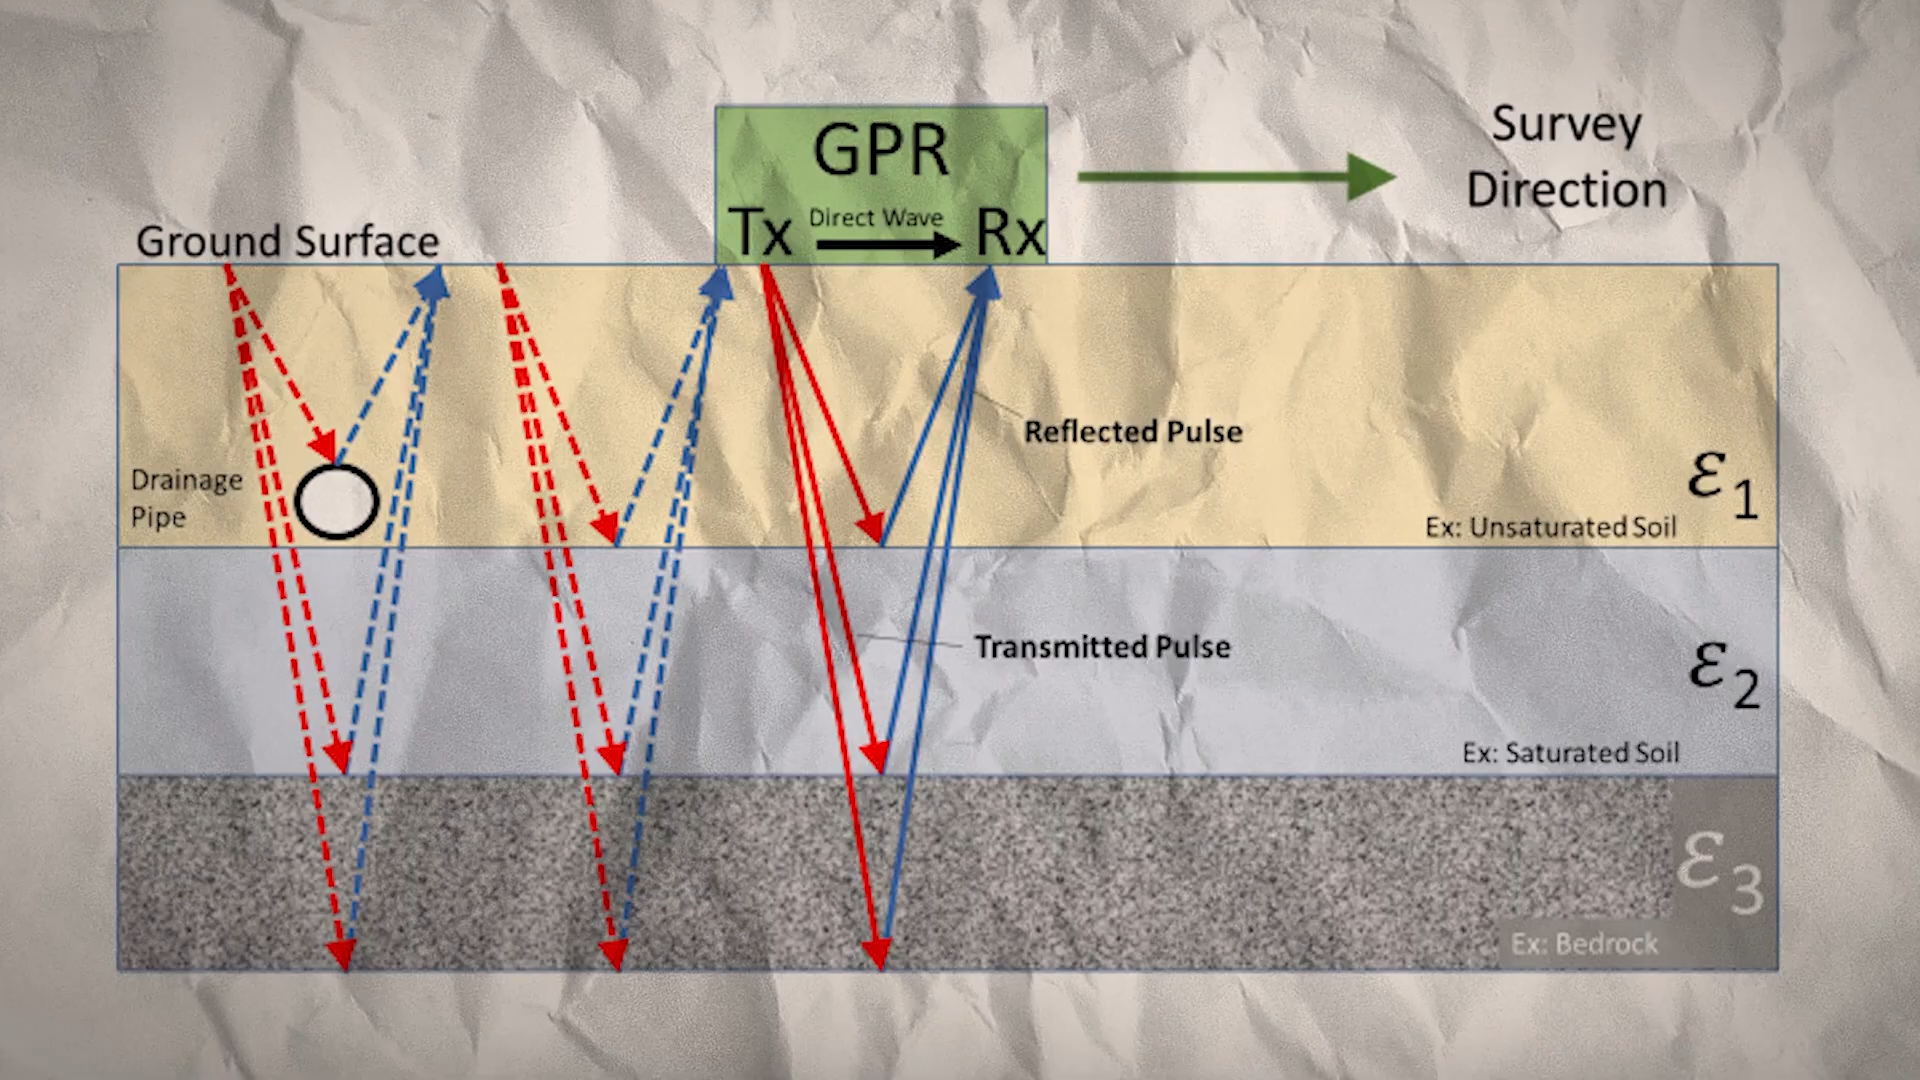 GPR
Survey
Direction
Tx Direct Wave Rx
Ground Surface
Reflected Pulse
Drainage
Pipe
ε1
Ex: Unsaturated Soil
Transmitted Pulse
ε2
Ex: Saturated Soil
ε3
Ex: Bedrock